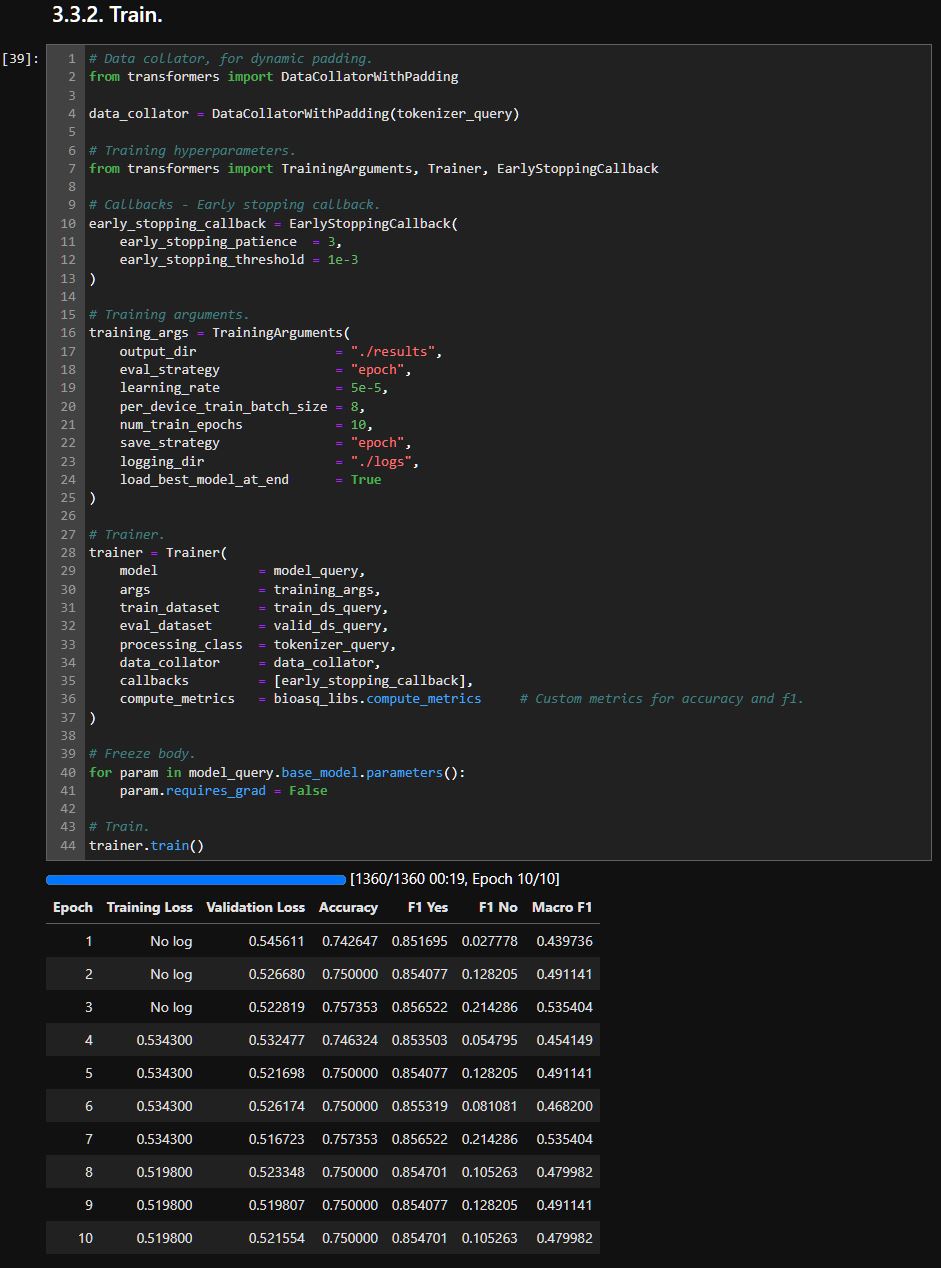 3.3.2. Train.
[39]:
1 # Data collator, for dynamic padding.
2 from transformers import DataCollatorWithPadding
3
4 data_collator = DataCollatorWithPadding(tokenizer_query)
5
6 # Training hyperparameters.
7 from transformers import TrainingArguments, Trainer, EarlyStoppingCallback
8
9 # Callbacks - Early stopping callback.
10 early_stopping_callback = EarlyStoppingCallback(
11     early_stopping_patience  = 3,
12     early_stopping_threshold = 1e-3
13 )
14
15 # Training arguments.
16 training_args = TrainingArguments(
17     output_dir                  = "./results",
18     eval_strategy               = "epoch",
19     learning_rate               = 5e-5,
20     per_device_train_batch_size = 8,
21     num_train_epochs            = 10,
22     save_strategy               = "epoch",
23     logging_dir                 = "./logs",
24     load_best_model_at_end      = True
25 )
26
27 # Trainer.
28 trainer = Trainer(
29     model             = model_query,
30     args              = training_args,
31     train_dataset     = train_ds_query,
32     eval_dataset      = valid_ds_query,
33     processing_class  = tokenizer_query,
34     data_collator     = data_collator,
35     callbacks         = [early_stopping_callback],
36     compute_metrics   = bioasq_libs.compute_metrics     # Custom metrics for accuracy and f1.
37 )
38
39 # Freeze body.
40 for param in model_query.base_model.parameters():
41     param.requires_grad = False
42
43 # Train.
44 trainer.train()
[1360/1360 00:19, Epoch 10/10]
Epoch Training Loss Validation Loss Accuracy F1 Yes F1 No Macro F1
1 No log 0.545611 0.742647 0.851695 0.027778 0.439736
2 No log 0.526680 0.750000 0.854077 0.128205 0.491141
3 No log 0.522819 0.757353 0.856522 0.214286 0.535404
4 0.534300 0.532477 0.746324 0.853503 0.054795 0.454149
5 0.534300 0.521698 0.750000 0.854077 0.128205 0.491141
6 0.534300 0.526174 0.750000 0.855319 0.081081 0.468200
7 0.534300 0.516723 0.757353 0.856522 0.214286 0.535404
8 0.519800 0.523348 0.750000 0.854701 0.105263 0.479982
9 0.519800 0.519807 0.750000 0.854077 0.128205 0.491141
10 0.519800 0.521554 0.750000 0.854701 0.105263 0.479982